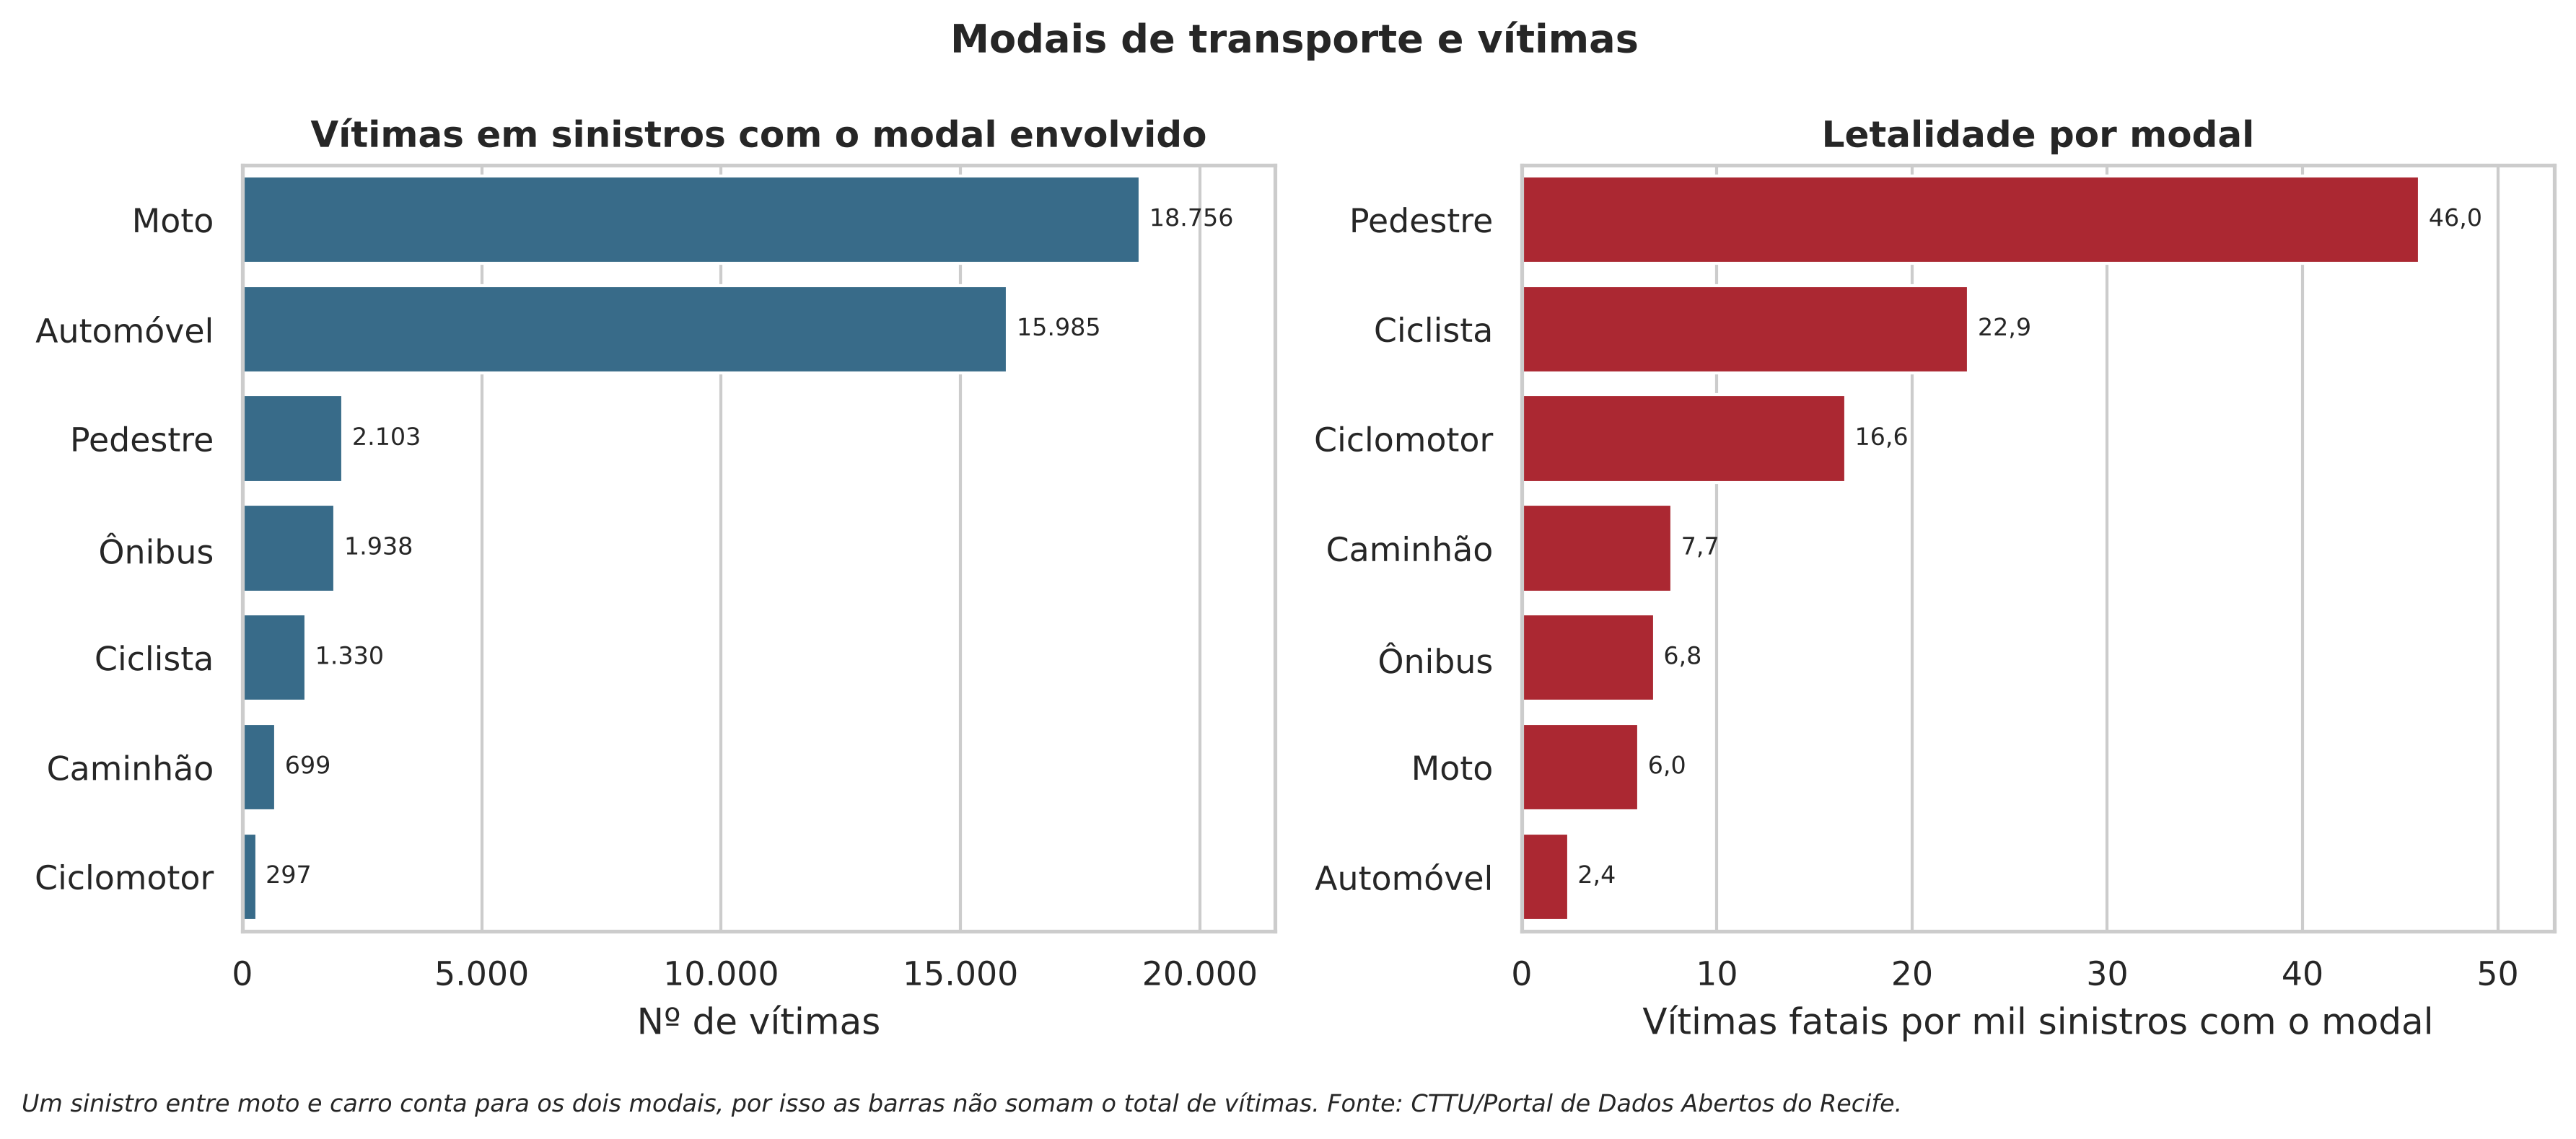 Modais de transporte e vítimas
Vítimas em sinistros com o modal envolvido
Moto
18.756
Automóvel
15.985
Pedestre
2.103
Ônibus
1.938
Ciclista
1.330
Caminhão
699
Ciclomotor
297
0 5.000 10.000 15.000 20.000
Nº de vítimas
Letalidade por modal
Pedestre
46,0
Ciclista
22,9
Ciclomotor
16,6
Caminhão
7,7
Ônibus
6,8
Moto
6,0
Automóvel
2,4
0 10 20 30 40 50
Vítimas fatais por mil sinistros com o modal
Um sinistro entre moto e carro conta para os dois modais, por isso as barras não somam o total de vítimas. Fonte: CTTU/Portal de Dados Abertos do Recife.